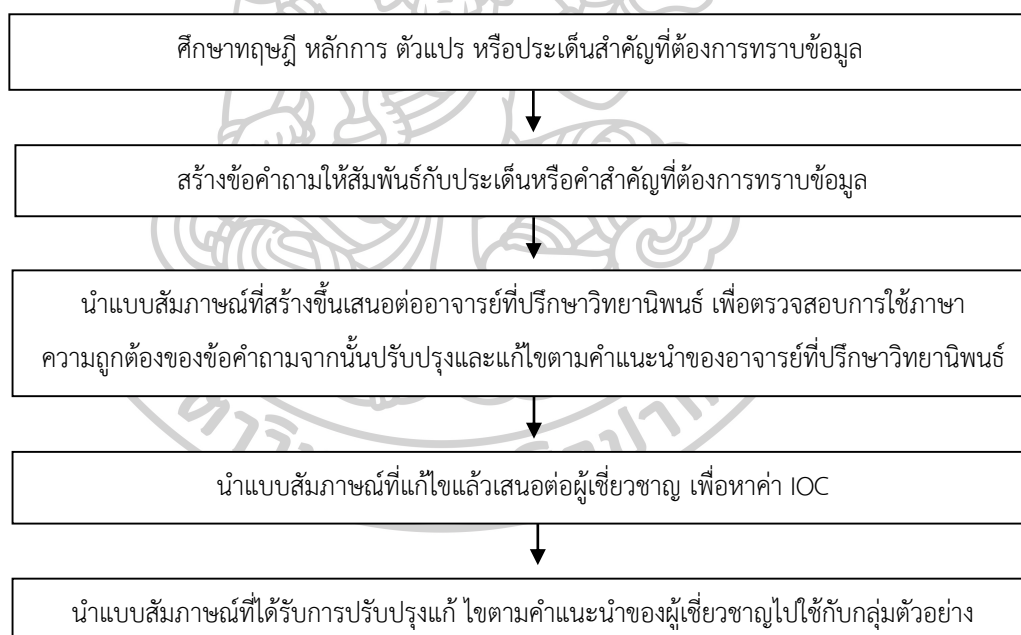 ศึกษาทฤษฎี หลักการ ตัวแปร หรือประเด็นสำคัญที่ต้องการทราบข้อมูล
สร้างข้อคำถามให้สัมพันธ์กับประเด็นหรือคำสำคัญที่ต้องการทราบข้อมูล
นำแบบสัมภาษณ์ที่สร้างขึ้นเสนอต่ออาจารย์ที่ปรึกษาวิทยานิพนธ์ เพื่อตรวจสอบการใช้ภาษา
ความถูกต้องของข้อคำถามจากนั้นปรับปรุงและแก้ไขตามคำแนะนำของอาจารย์ที่ปรึกษาวิทยานิพนธ์
นำแบบสัมภาษณ์ที่แก้ไขแล้วเสนอต่อผู้เชี่ยวชาญ เพื่อหาค่า IOC
นำแบบสัมภาษณ์ที่ได้รับการปรับปรุงแก้ ไขตามคำแนะนำของผู้เชี่ยวชาญไปใช้กับกลุ่มตัวอย่าง